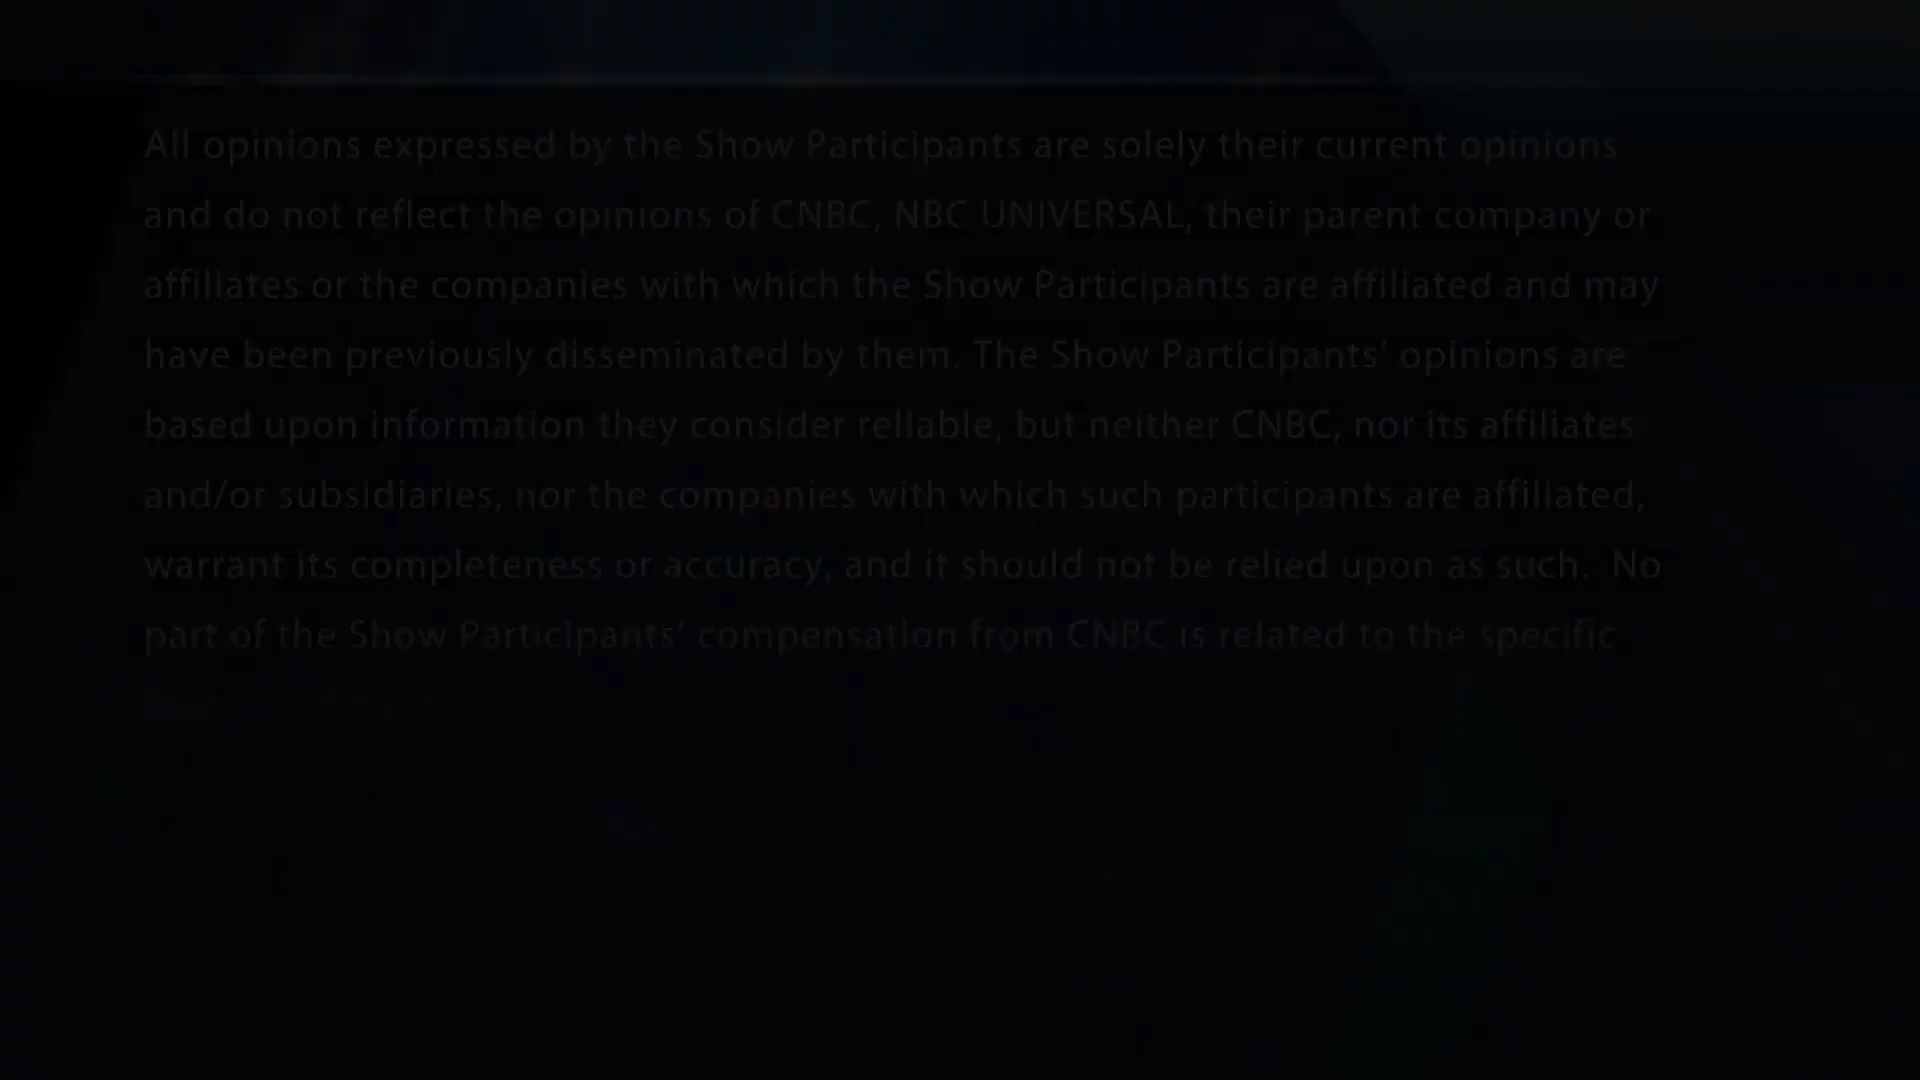 All opinions expressed by the Show Participants are solely their current opinions
and do not reflect the opinions of CNBC, NBC UNIVERSAL, their parent company or
affiliates or the companies with which the Show Participants are affiliated and may
have been previously disseminated by them. The Show Participants’ opinions are
based upon information they consider reliable, but neither CNBC, nor its affiliates
and/or subsidiaries, nor the companies with which such participants are affiliated,
warrant its completeness or accuracy, and it should not be relied upon as such.  No
part of the Show Participants’ compensation from CNBC is related to the specific